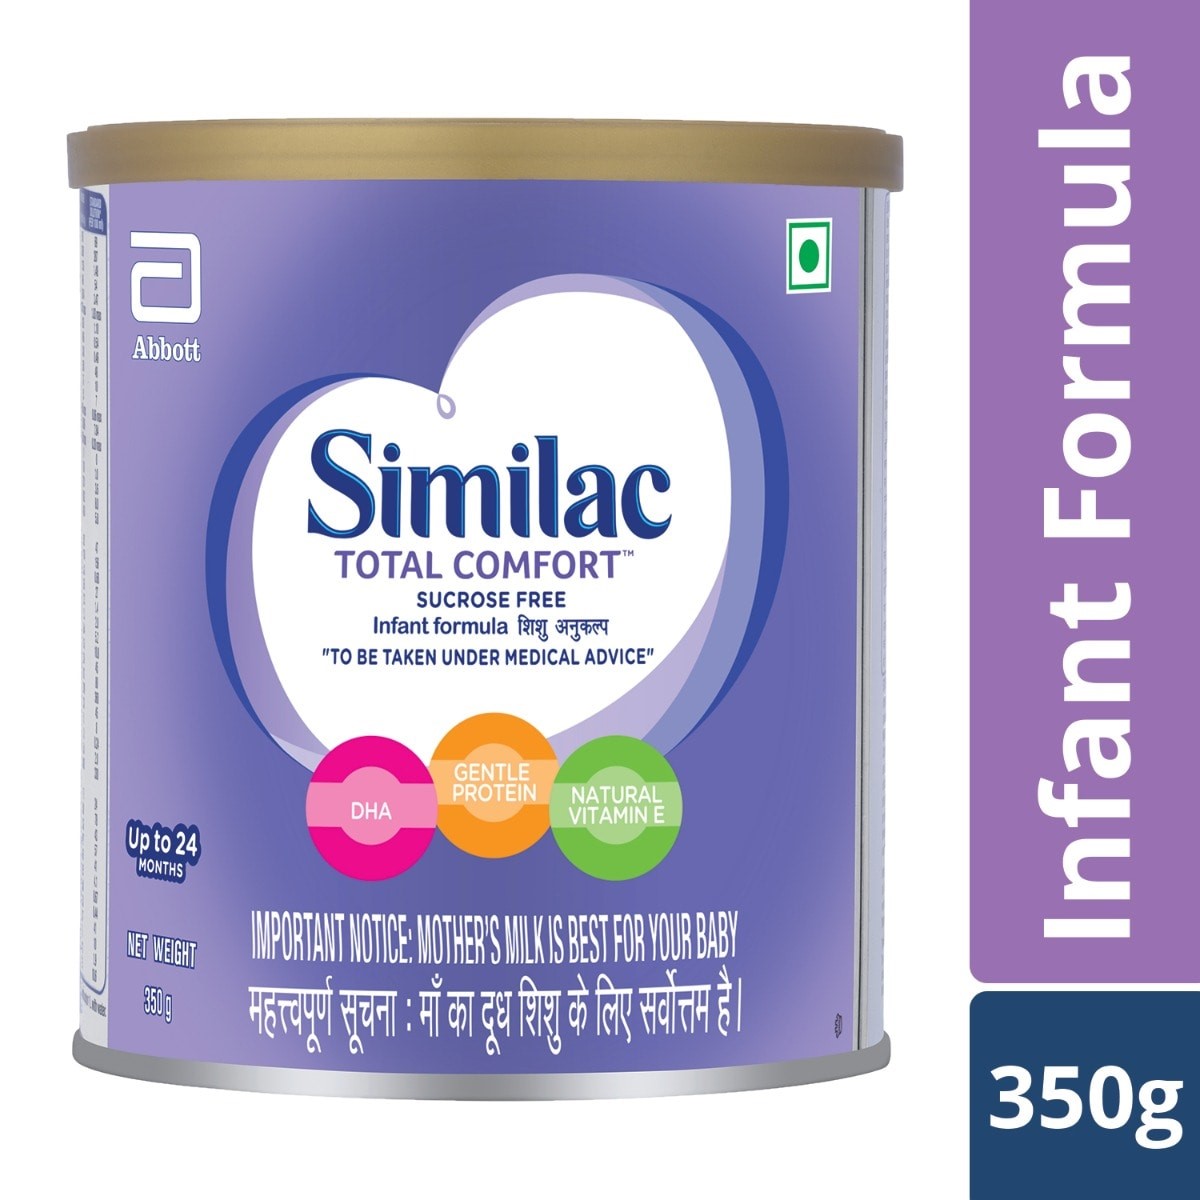 Abbott
Similac
TOTAL COMFORT™
SUCROSE FREE
Infant formula शिशु अनुकल्प
"TO BE TAKEN UNDER MEDICAL ADVICE"
DHA
GENTLE
PROTEIN
NATURAL
VITAMIN E
Up to 24
MONTHS
NET WEIGHT
350 g
IMPORTANT NOTICE: MOTHER'S MILK IS BEST FOR YOUR BABY
महत्त्वपूर्ण सूचना : माँ का दूध शिशु के लिए सर्वोत्तम है।
Infant Formula
350g